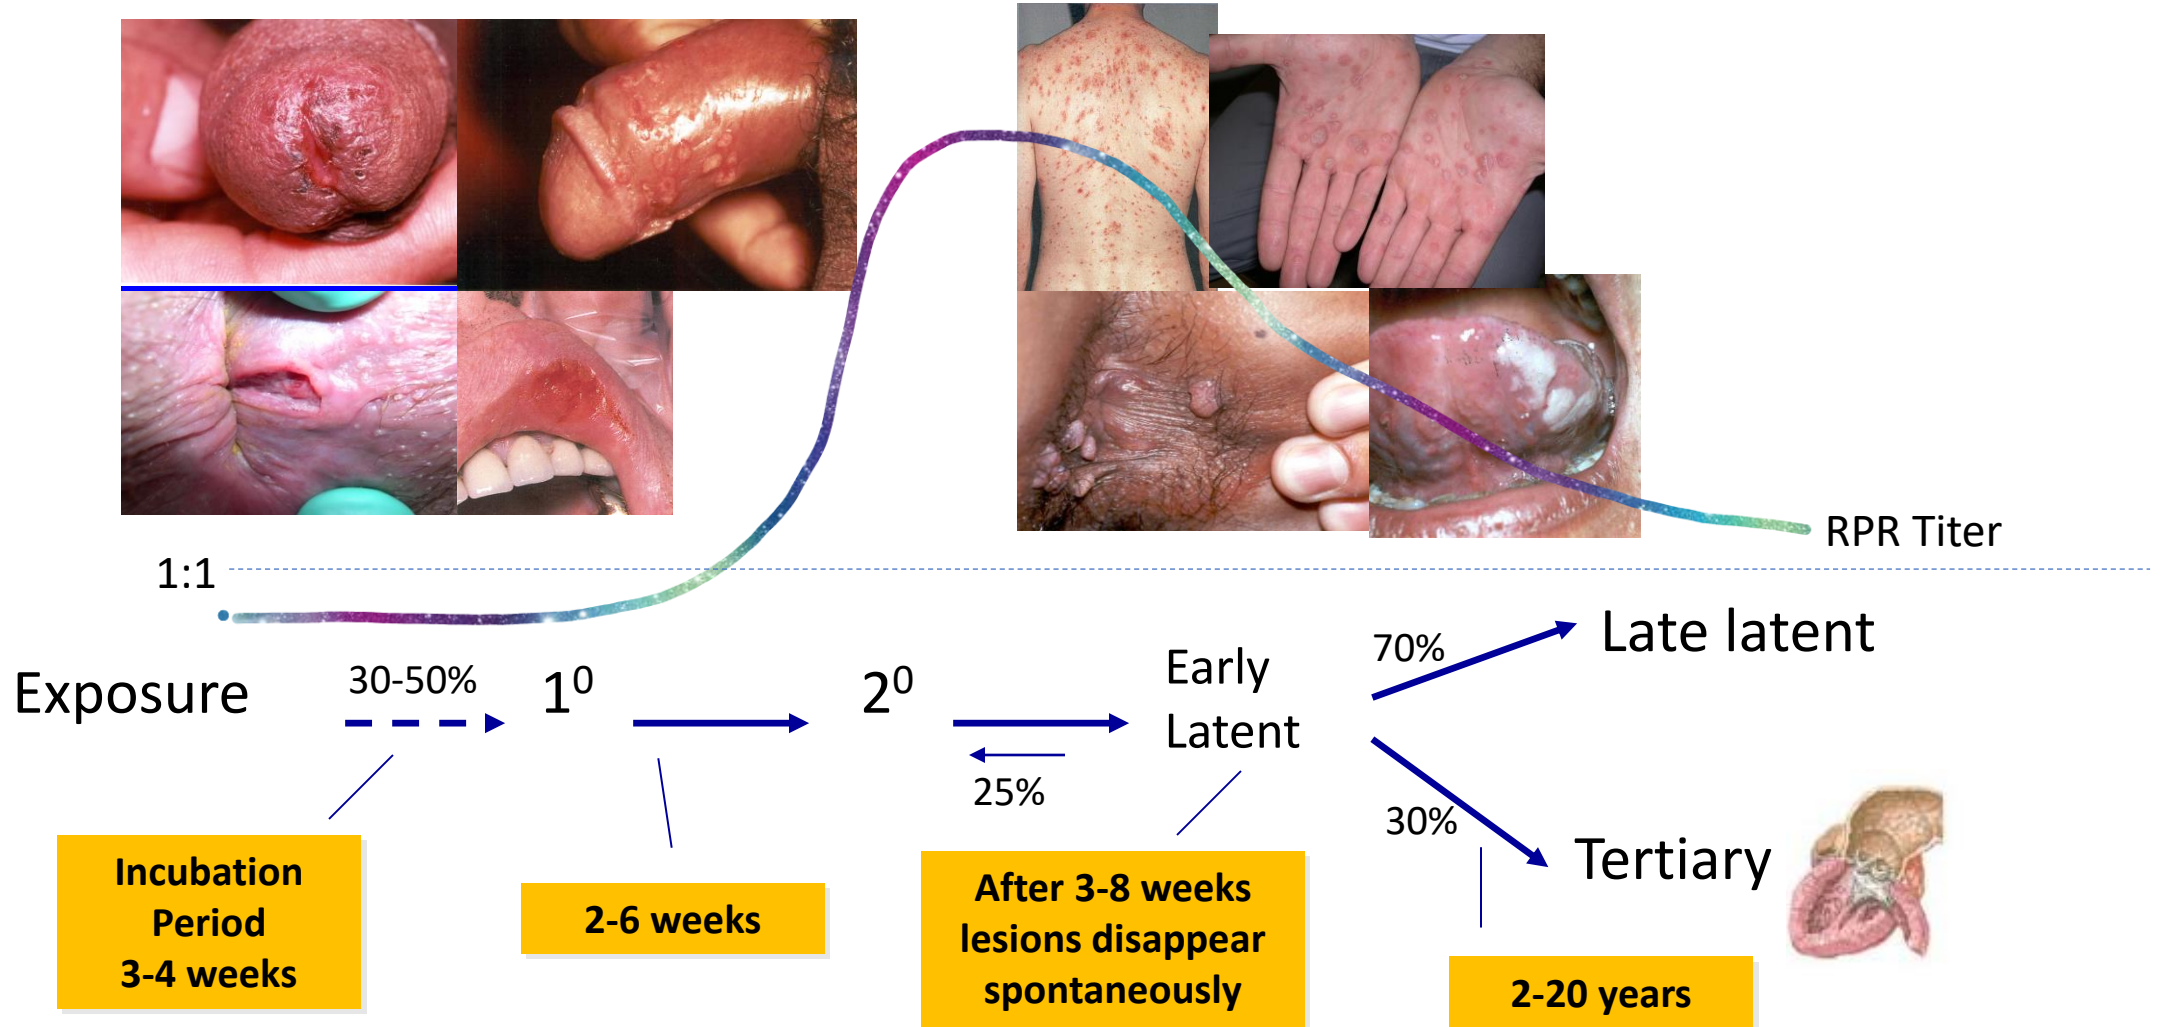 RPR Titer
1:1
Exposure
30-50%
1⁰
2⁰
Early
Latent
25%
70%
Late latent
30%
Tertiary
Incubation
Period
3-4 weeks
2-6 weeks
After 3-8 weeks
lesions disappear
spontaneously
2-20 years